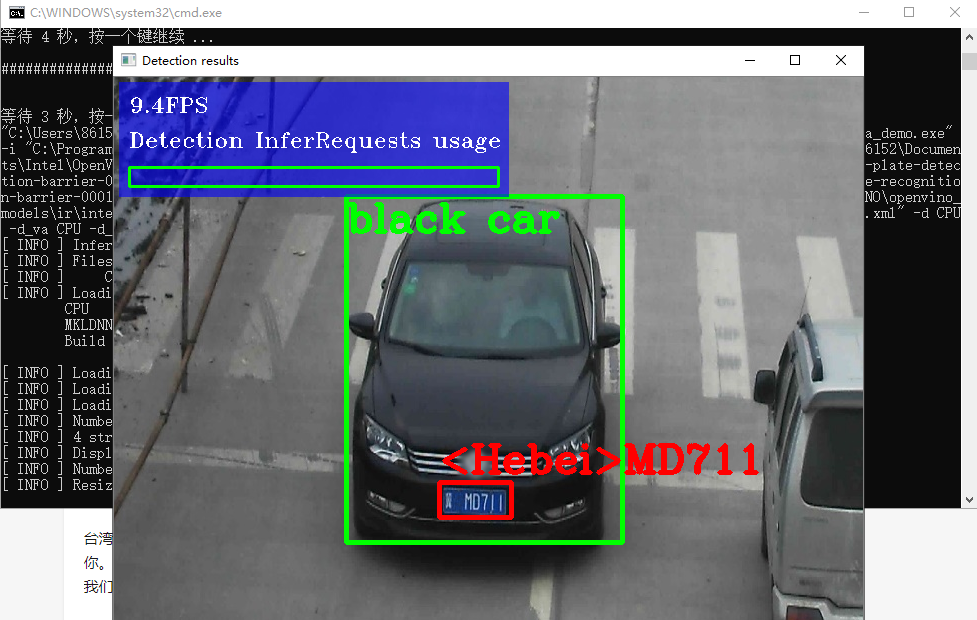 C:\WINDOWS\system32\cmd.exe
等待 4 秒，按一个键继续 ...
Detection results
##############
9.4FPS
Detection InferRequests usage
等待 3 秒，按一
"C:\Users\8615
a_demo.exe"
-i "C:\Program
6152\Documen
ts\Intel\OpenV
-plate-detec
tion-barrier-0
e-recognitio
n-barrier-0001
NO\openvino_
models\ir\inte
.xml" -d CPU
-d_va CPU -d_
[ INFO ] Infer
[ INFO ] Files
[ INFO ] C
[ INFO ] Loadi
CPU
MKLDNN
Build
[ INFO ] Loadi
[ INFO ] Loadi
[ INFO ] Loadi
[ INFO ] Numbe
[ INFO ] 4 str
[ INFO ] Displ
[ INFO ] Numbe
[ INFO ] Resiz
black car
<Hebei>MD711
冀 MD711
台湾
你。
我们